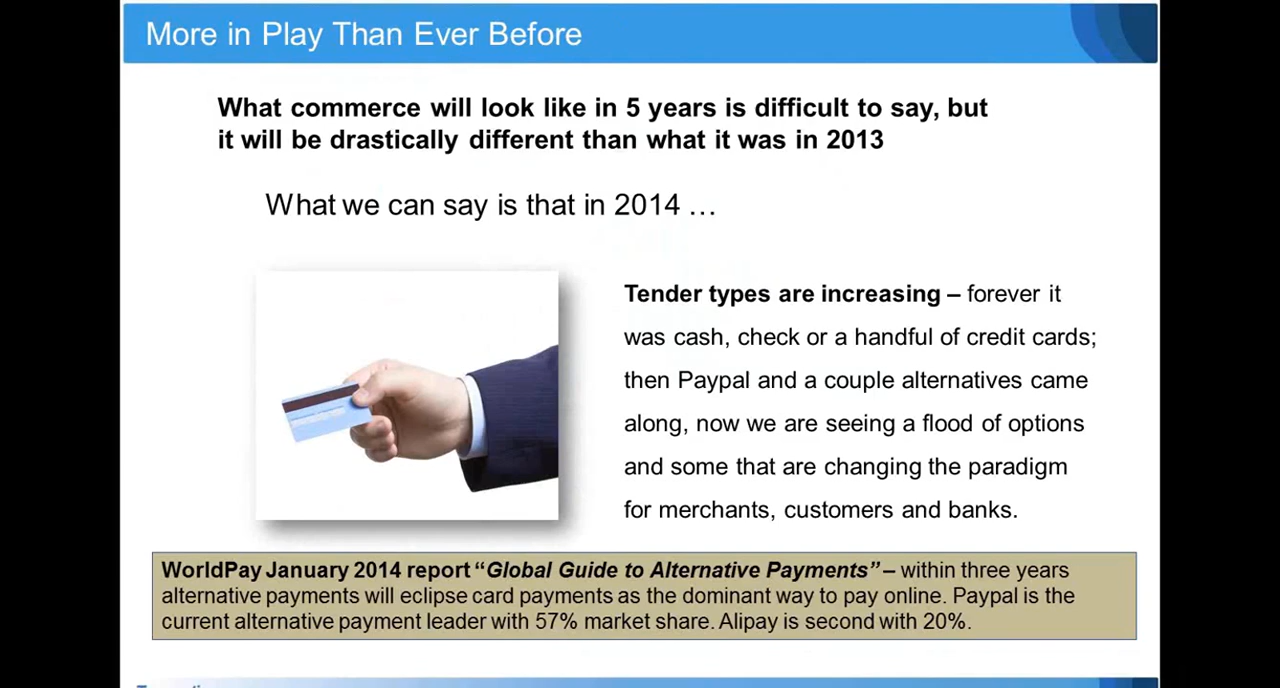 More in Play Than Ever Before
What commerce will look like in 5 years is difficult to say, but
it will be drastically different than what it was in 2013
What we can say is that in 2014 …
Tender types are increasing – forever it
was cash, check or a handful of credit cards;
then Paypal and a couple alternatives came
along, now we are seeing a flood of options
and some that are changing the paradigm
for merchants, customers and banks.
WorldPay January 2014 report “Global Guide to Alternative Payments” – within three years
alternative payments will eclipse card payments as the dominant way to pay online. Paypal is the
current alternative payment leader with 57% market share. Alipay is second with 20%.